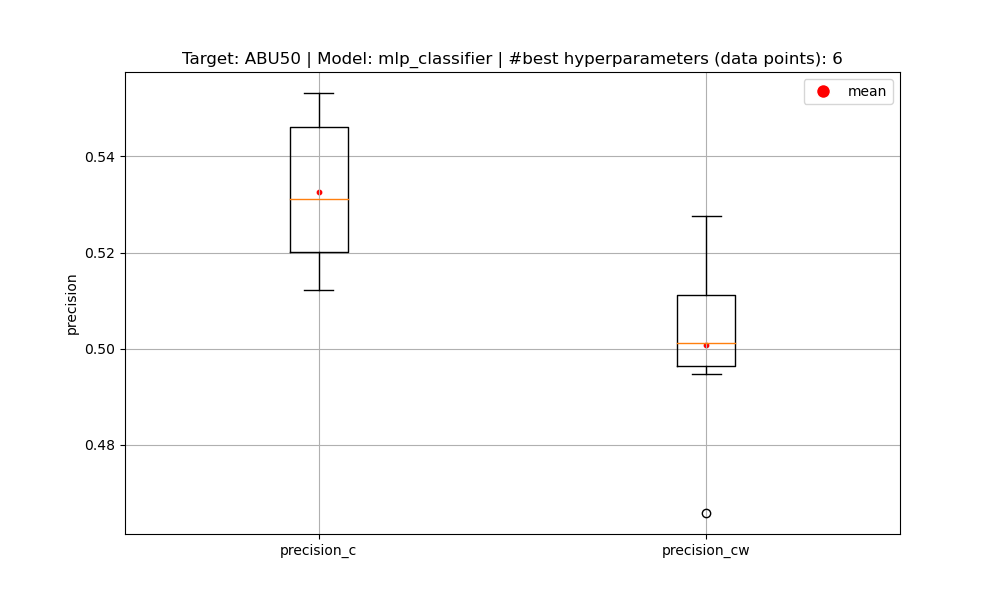 Target: ABU50 | Model: mlp_classifier | #best hyperparameters (data points): 6
mean
0.54
0.52
0.50
0.48
precision
precision_c
precision_cw